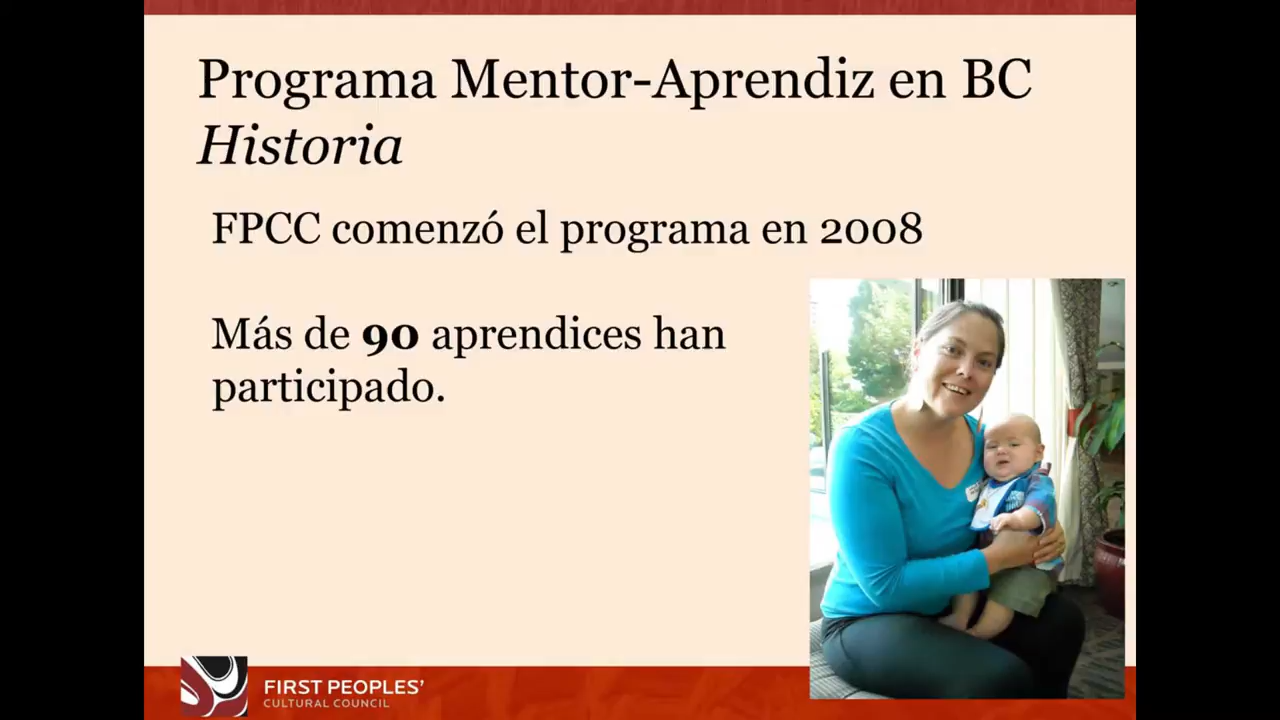 Programa Mentor-Aprendiz en BC
Historia
FPCC comenzó el programa en 2008
Más de 90 aprendices han
participado.
FIRST PEOPLES’
CULTURAL COUNCIL